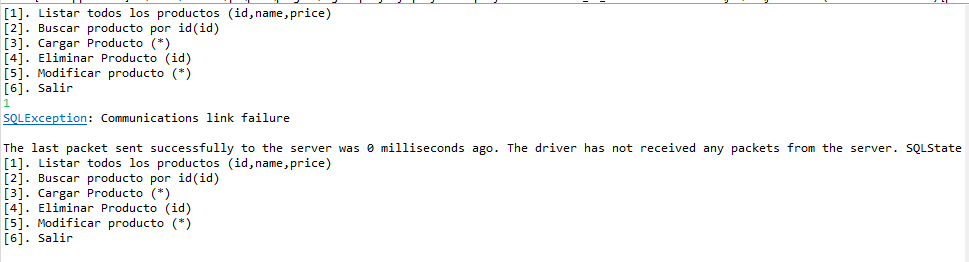 [1]. Listar todos los productos (id,name,price)
[2]. Buscar producto por id(id)
[3]. Cargar Producto (*)
[4]. Eliminar Producto (id)
[5]. Modificar producto (*)
[6]. Salir
1
SQLException: Communications link failure
The last packet sent successfully to the server was 0 milliseconds ago. The driver has not received any packets from the server. SQLState
[1]. Listar todos los productos (id,name,price)
[2]. Buscar producto por id(id)
[3]. Cargar Producto (*)
[4]. Eliminar Producto (id)
[5]. Modificar producto (*)
[6]. Salir